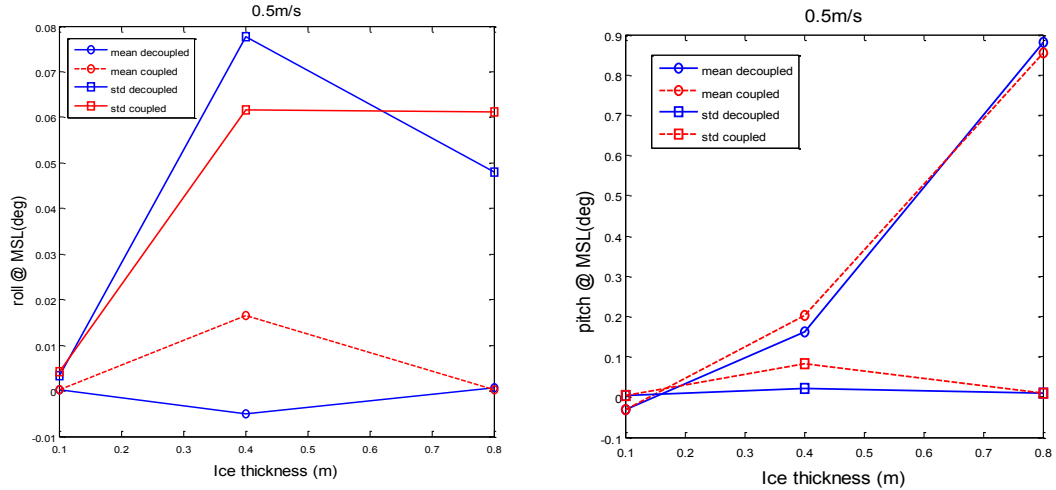 0.5m/s
0.08
0.07
0.06
0.05
0.04
0.03
0.02
0.01
0
-0.01
roll @ MSL(deg)
mean decoupled
mean coupled
std decoupled
std coupled
0.1 0.2 0.3 0.4 0.5 0.6 0.7 0.8
Ice thickness (m)
0.5m/s
0.9
0.8
0.7
0.6
0.5
0.4
0.3
0.2
0.1
0
-0.1
pitch @ MSL(deg)
mean decoupled
mean coupled
std decoupled
std coupled
0.1 0.2 0.3 0.4 0.5 0.6 0.7 0.8
Ice thickness (m)